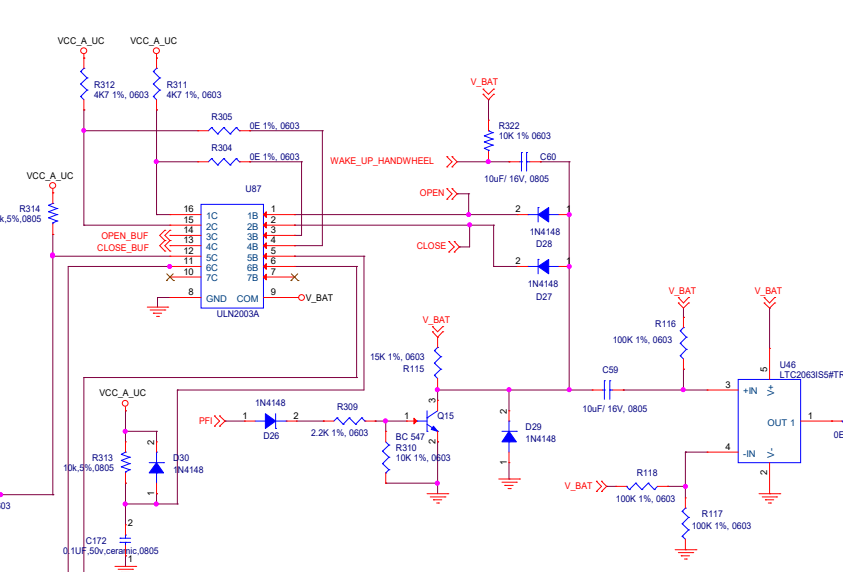 VCC_A_UC
VCC_A_UC
R312
4K7 1%, 0603
R311
4K7 1%, 0603
V_BAT
R305
0E 1%, 0603
R322
10K 1% 0603
R304
0E 1%, 0603
WAKE_UP_HANDWHEEL
C60
10uF/ 16V, 0805
VCC_A_UC
U87
OPEN
R314
k,5%,0805
16 1C 1B 1
15 2C 2B 2
14 3C 3B 3
13 4C 4B 4
12 5C 5B 5
11 6C 6B 6
10 7C 7B 7
8 GND COM 9
OPEN_BUF
CLOSE_BUF
V_BAT
ULN2003A
2 1
1N4148
D28
CLOSE
2 1
1N4148
D27
V_BAT
V_BAT
V_BAT
R116
100K 1%, 0603
15K 1%, 0603
R115
C59
10uF/ 16V, 0805
U46
LTC2063IS5#TR
5
3 +IN V+
OUT 1 1
0E
4 -IN V-
2
VCC_A_UC
1N4148
PFI
1 2
D26
R309
2.2K 1%, 0603
1
3
Q15
2
BC 547
R310
10K 1%, 0603
2
D29
1N4148
1
R313
10k,5%,0805
2
D30
1N4148
1
V_BAT
R118
100K 1%, 0603
R117
100K 1%, 0603
03
2
C172
0.1UF,50v,ceramic,0805
1